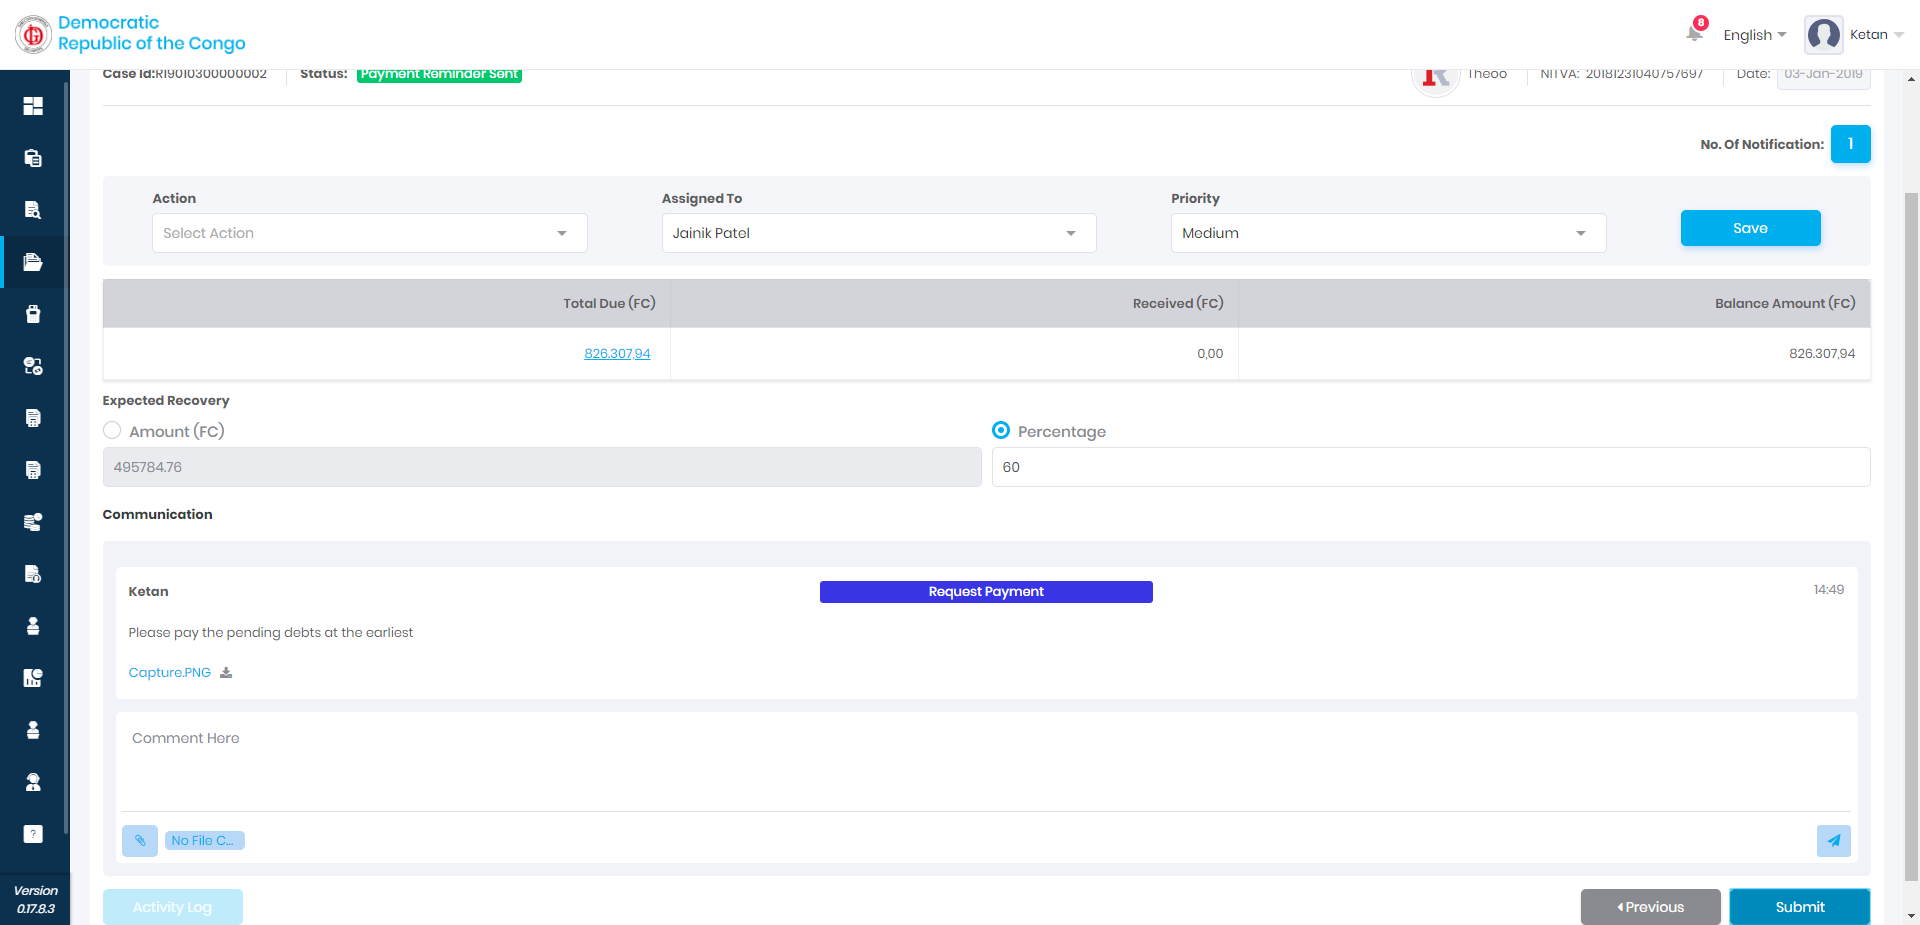 Democratic
Republic of the Congo
8
English
Ketan
Case Id:R19010300000002
Status:
Payment Reminder Sent
Theoo
NITVA: 20181231040757697
Date:
03-Jan-2019
No. Of Notification:
1
Action
Assigned To
Priority
Select Action
Jainik Patel
Medium
Save
Total Due (FC)
Received (FC)
Balance Amount (FC)
826.307,94
0,00
826.307,94
Expected Recovery
Amount (FC)
Percentage
495784.76
60
Communication
Ketan
Request Payment
14:49
Please pay the pending debts at the earliest
Capture.PNG
Comment Here
No File C...
Version
0.17.8.3
Activity Log
Previous
Submit